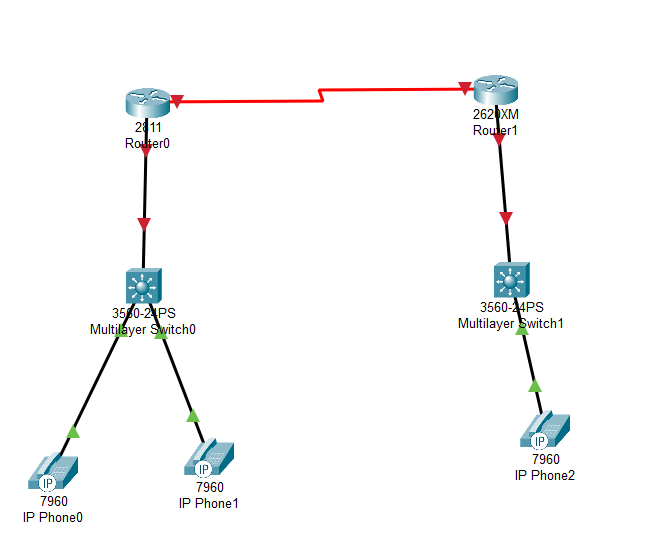 2811
Router0
2620XM
Router1
3560-24PS
Multilayer Switch0
3560-24PS
Multilayer Switch1
IP
7960
IP Phone0
IP
7960
IP Phone1
IP
7960
IP Phone2